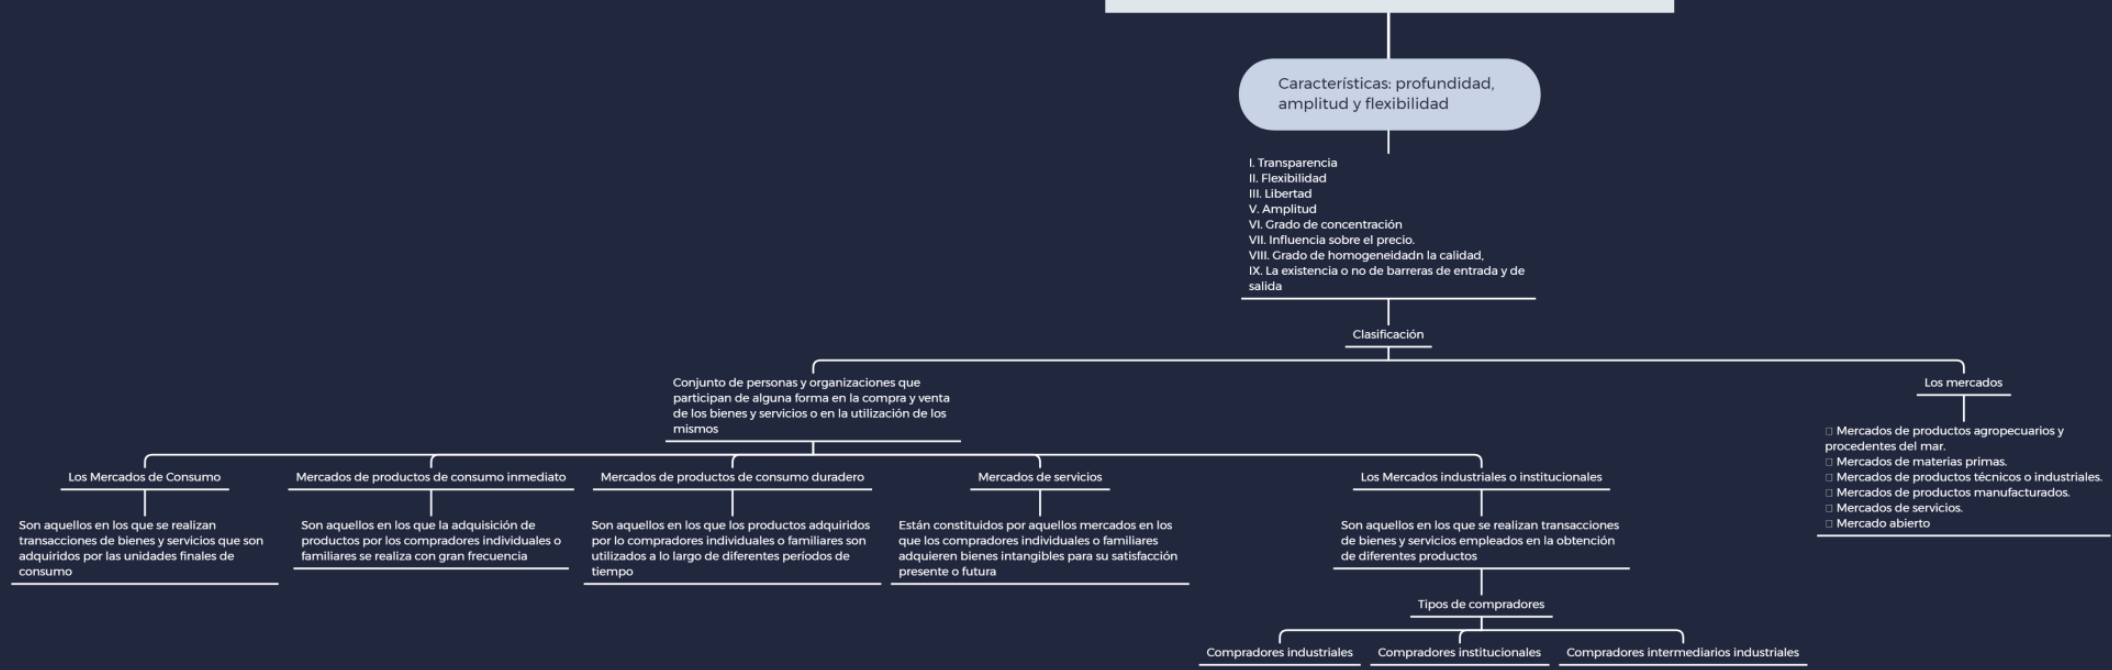 Características: profundidad,
amplitud y flexibilidad
I. Transparencia
II. Flexibilidad
III. Libertad
V. Amplitud
VI. Grado de concentración
VII. Influencia sobre el precio.
VIII. Grado de homogeneidadn la calidad,
IX. La existencia o no de barreras de entrada y de
salida
Clasificación
Conjunto de personas y organizaciones que
participan de alguna forma en la compra y venta
de los bienes y servicios o en la utilización de los
mismos
Los Mercados de Consumo
Son aquellos en los que se realizan
transacciones de bienes y servicios que son
adquiridos por las unidades finales de
consumo
Mercados de productos de consumo inmediato
Son aquellos en los que la adquisición de
productos por los compradores individuales o
familiares se realiza con gran frecuencia
Mercados de productos de consumo duradero
Son aquellos en los que los productos adquiridos
por lo compradores individuales o familiares son
utilizados a lo largo de diferentes períodos de
tiempo
Mercados de servicios
Están constituidos por aquellos mercados en los
que los compradores individuales o familiares
adquieren bienes intangibles para su satisfacción
presente o futura
Los Mercados industriales o institucionales
Son aquellos en los que se realizan transacciones
de bienes y servicios empleados en la obtención
de diferentes productos
Tipos de compradores
Compradores industriales
Compradores institucionales
Compradores intermediarios industriales
Los mercados
□ Mercados de productos agropecuarios y
procedentes del mar.
□ Mercados de materias primas.
□ Mercados de productos técnicos o industriales.
□ Mercados de productos manufacturados.
□ Mercados de servicios.
□ Mercado abierto